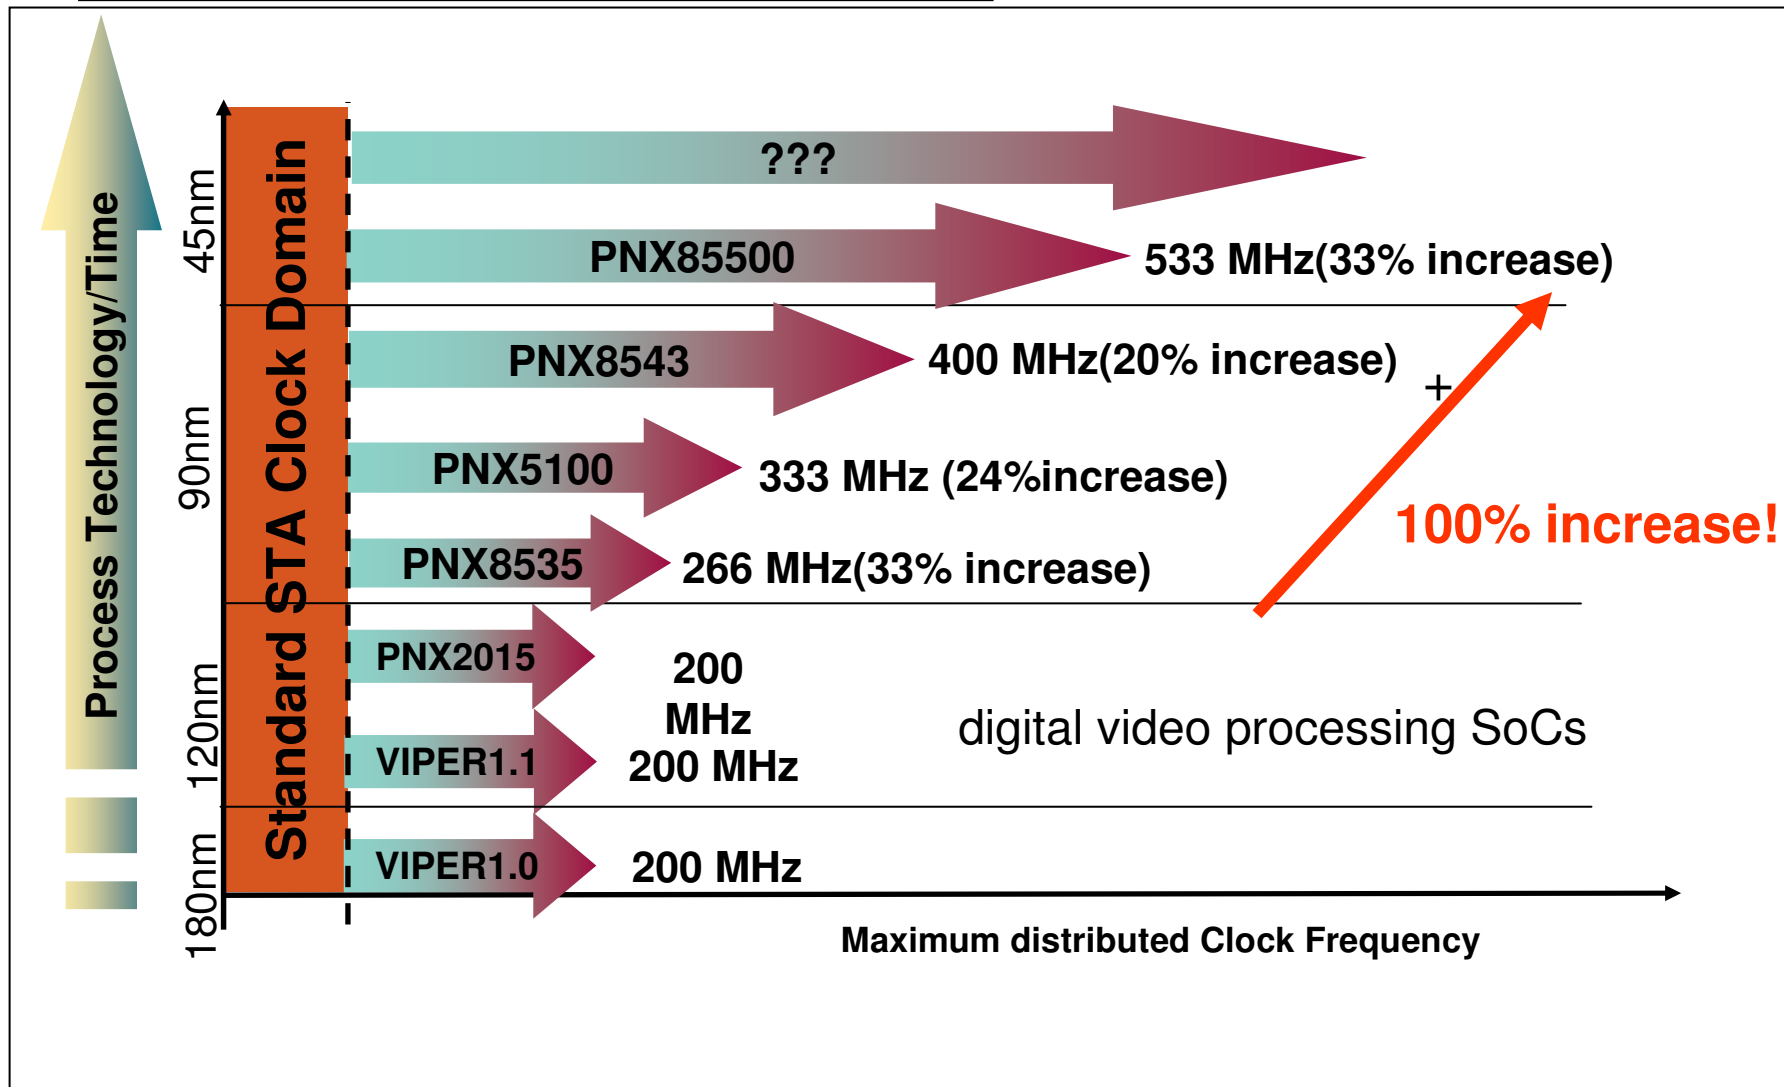 ???
PNX85500
533 MHz(33% increase)
PNX8543
400 MHz(20% increase)
+
PNX5100
333 MHz (24%increase)
100% increase!
PNX8535
266 MHz(33% increase)
PNX2015
200
MHz
VIPER1.1
200 MHz
digital video processing SoCs
VIPER1.0
200 MHz
Maximum distributed Clock Frequency
Process Technology/Time
45nm
90nm
120nm
180nm
Standard STA Clock Domain